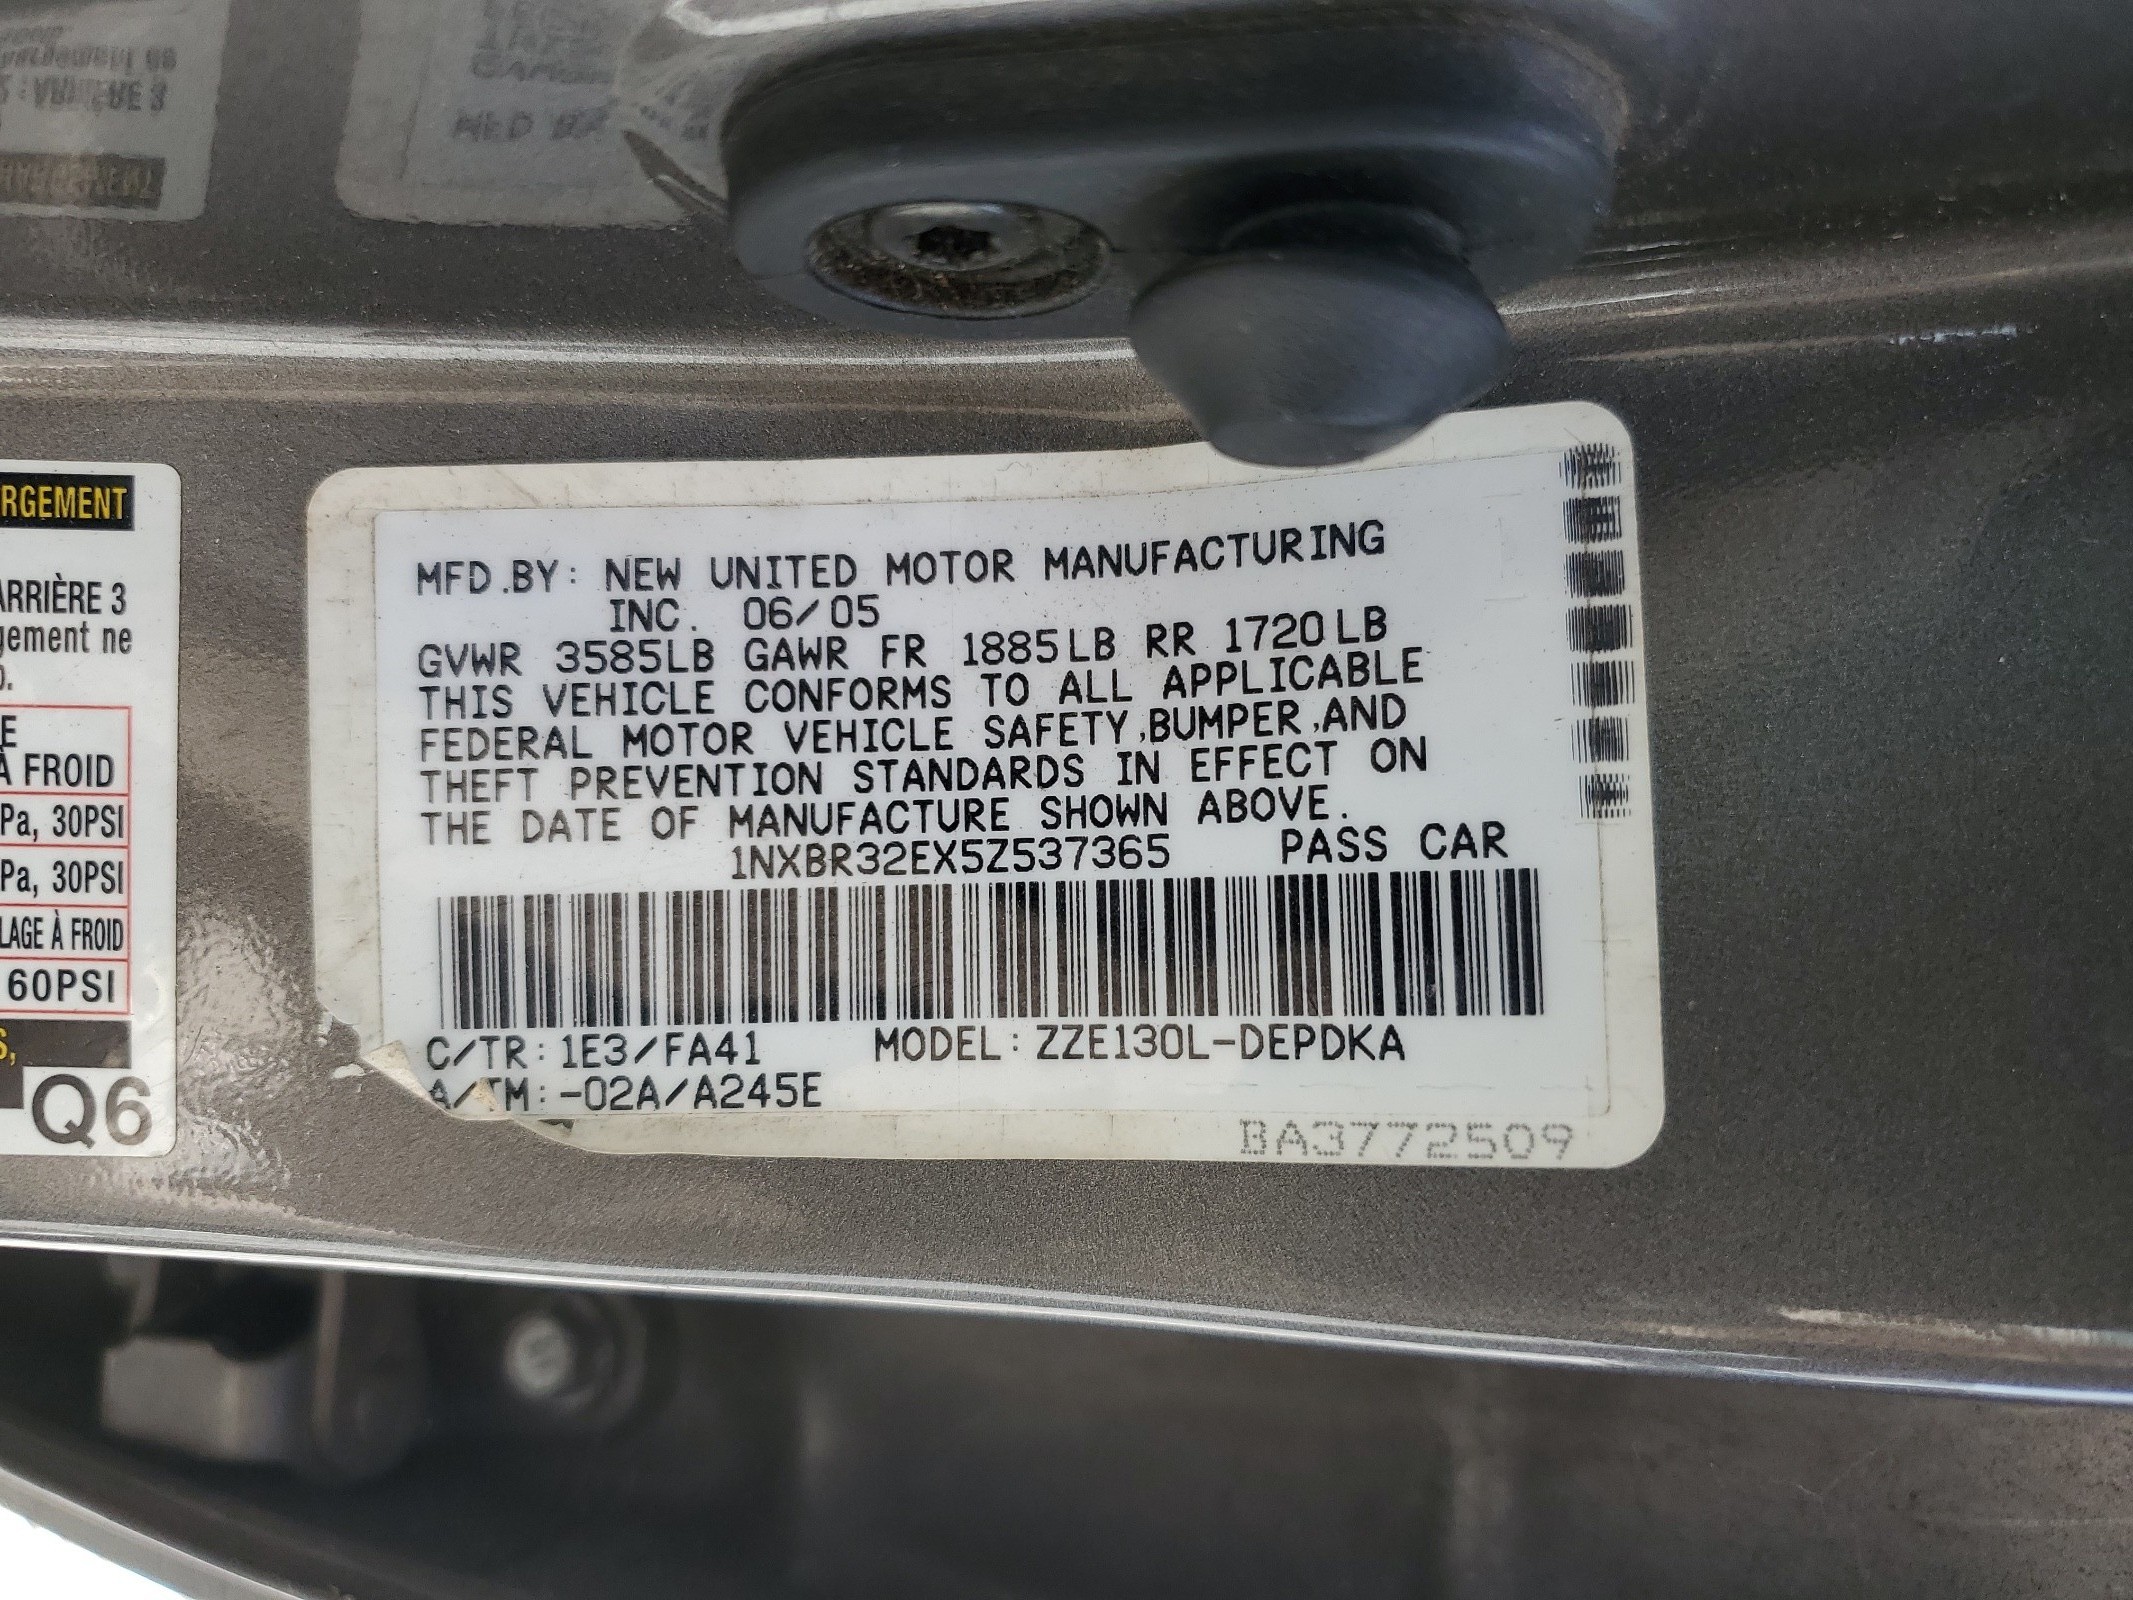 RGEMENT
ARRIÈRE 3
gement ne
E
À FROID
Pa, 30PSI
Pa, 30PSI
LAGE À FROID
60PSI
S,
Q6
MFD.BY: NEW UNITED MOTOR MANUFACTURING
INC. 06/05
GVWR 3585LB GAWR FR 1885LB RR 1720LB
THIS VEHICLE CONFORMS TO ALL APPLICABLE
FEDERAL MOTOR VEHICLE SAFETY,BUMPER,AND
THEFT PREVENTION STANDARDS IN EFFECT ON
THE DATE OF MANUFACTURE SHOWN ABOVE.
1NXBR32EX5Z537365 PASS CAR
C/TR: 1E3/FA41 MODEL: ZZE130L-DEPDKA
A/TM: -02A/A245E
BA3772509